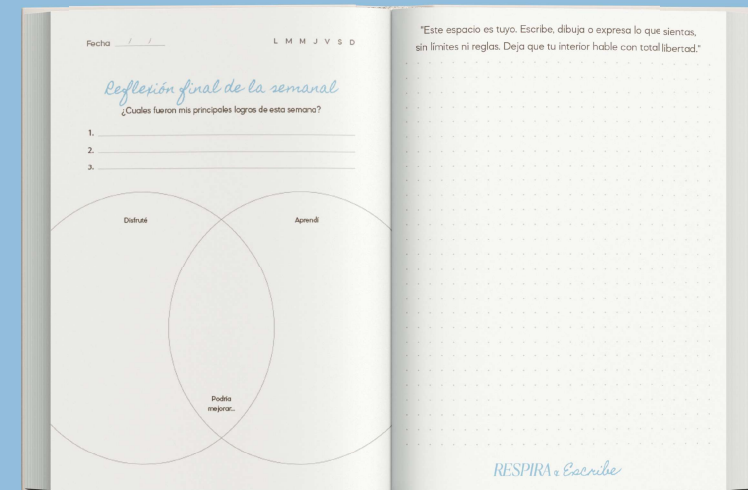 Fecha / /
L M M J V S D
Reflexión final de la semanal
¿Cuales fueron mis principales logros de esta semana?
1.
2.
3.
Disfruté
Aprendí
Podría
mejorar...
"Este espacio es tuyo. Escribe, dibuja o expresa lo que sientas,
sin límites ni reglas. Deja que tu interior hable con total libertad."
RESPIRA & Escribe